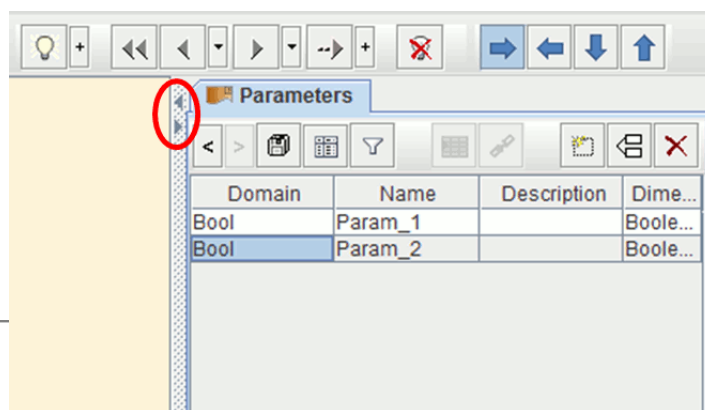 + +
Parameters
< >
Domain Name Description Dime...
Bool Param_1 Boole...
Bool Param_2 Boole...